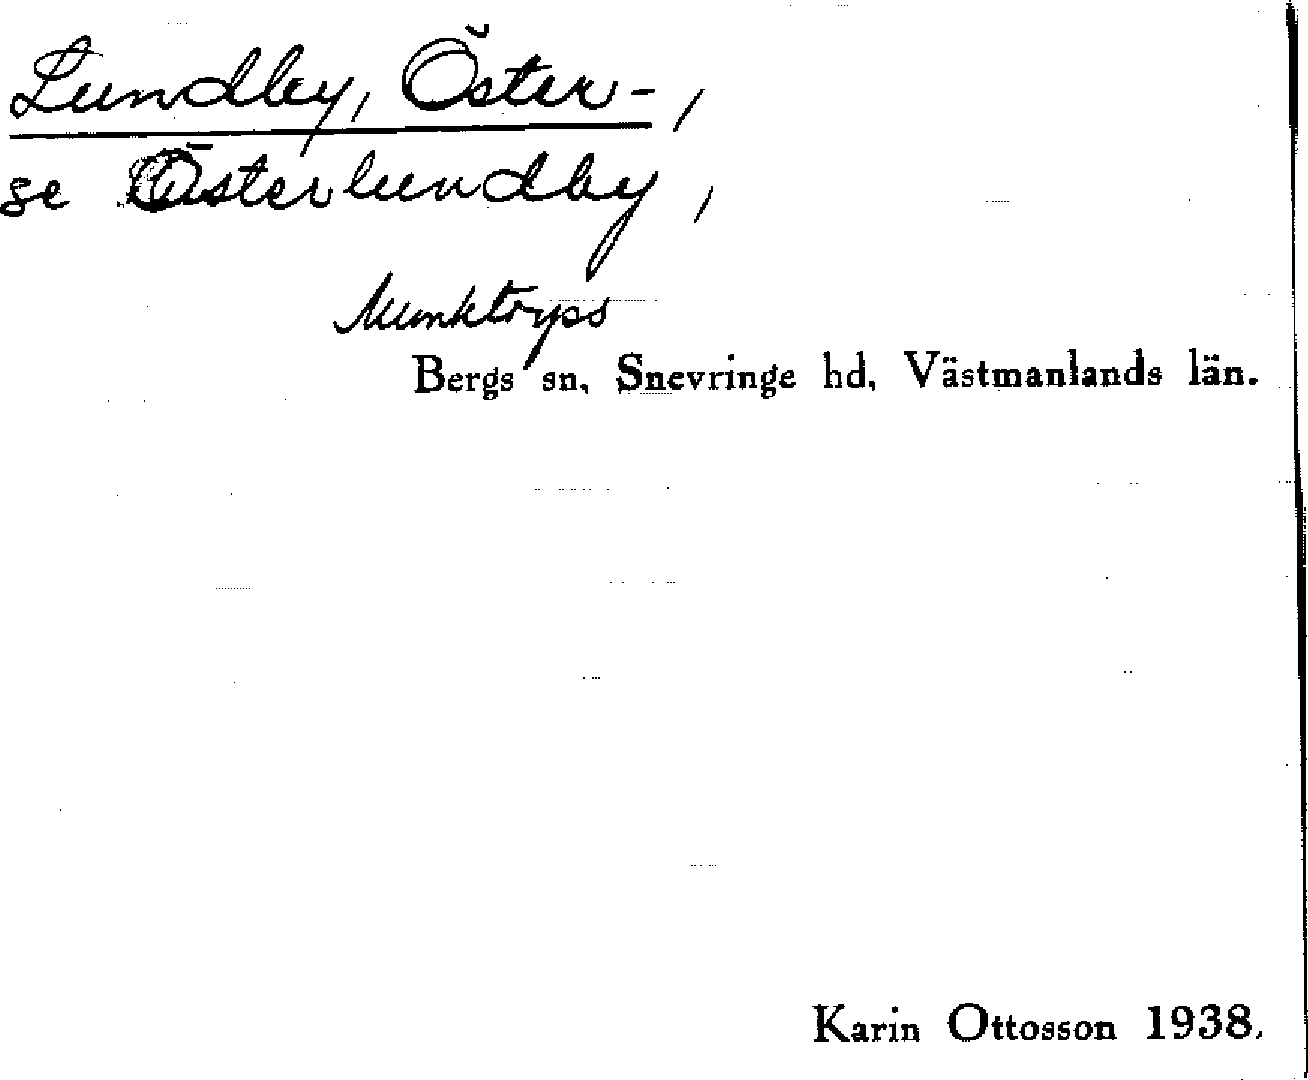 Lundby, Öster-,
se Österlundby,
Munktorps
Bergs sn, Snevringe hd, Västmanlands län.
Karin Ottosson 1938.